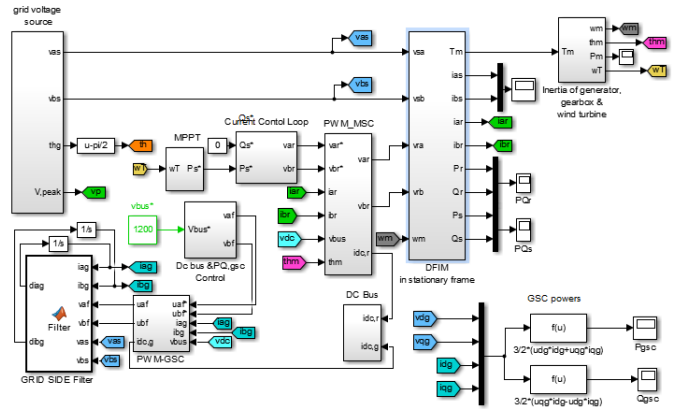 grid voltage
source
vas
vbs
thg
V,peak
vas
vbs
u-pi/2
th
vp
MPPT
wT
wT
Ps*
Qs*
Current Contol Loop
0
Qs*
Ps*
var
vbr
PWM_MSC
var*
vbr*
iar
ibr
vbus
thm
var
vbr
idc,r
iar
ibr
vdc
thm
vsa
vsb
vra
vrb
wm
wm
Tm
ias
ibs
iar
ibr
Pr
Qr
Ps
Qs
DFIM
in stationary frame
iar
ibr
PQr
PQs
Tm
wm
thm
Pm
wT
wm
thm
wT
Inertia of generator,
gearbox &
wind turbine
vbus*
1200
Vbus*
vaf
vbf
Dc bus &PQ,gsc
Control
1/s
1/s
diag
dibg
Filter
iag
ibg
vaf
vbf
vas
vbs
GRID SIDE Filter
iag
ibg
vas
vbs
uaf
ubf
idc,g
uaf*
ubf*
iag
ibg
vbus
PWM-GSC
iag
ibg
vdc
DC Bus
idc,r
idc,g
GSC powers
vdg
vqg
idg
iqg
f(u)
3/2*(udg*idg+uqg*iqg)
Pgsc
f(u)
3/2*(uqg*idg-udg*iqg)
Qgsc